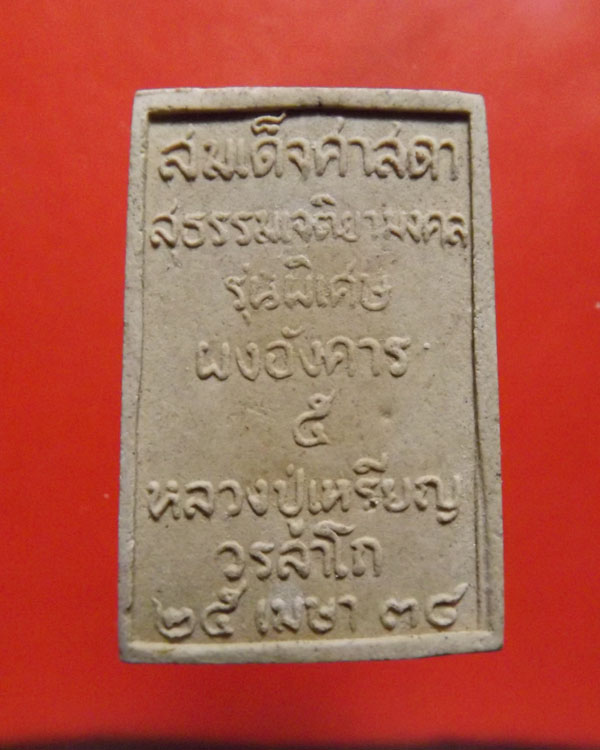 สมเด็จศาสดา
สุธรรมเจติยามงคล
รุ่นพิเศษ
ผงอังคาร
๕
หลวงปู่เหรียญ
วรลาโภ
๒๕ เมษา ๓๘